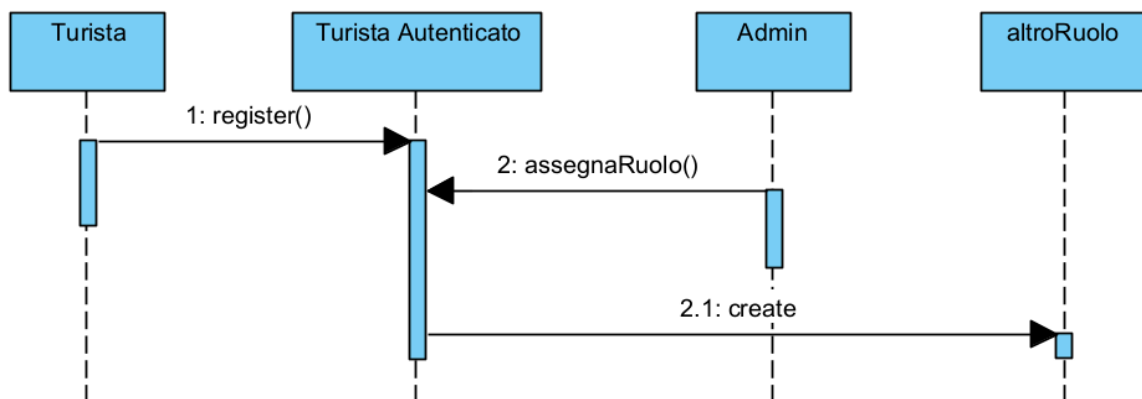 Turista
Turista Autenticato
Admin
altroRuolo
1: register()
2: assegnaRuolo()
2.1: create